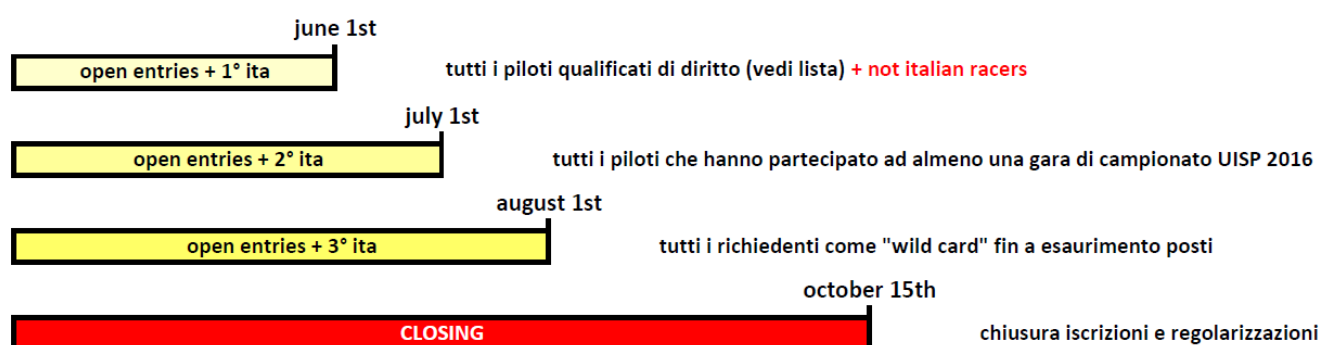 june 1st
open entries + 1° ita
tutti i piloti qualificati di diritto (vedi lista) + not italian racers
july 1st
open entries + 2° ita
tutti i piloti che hanno partecipato ad almeno una gara di campionato UISP 2016
august 1st
open entries + 3° ita
tutti i richiedenti come "wild card" fin a esaurimento posti
october 15th
CLOSING
chiusura iscrizioni e regolarizzazioni